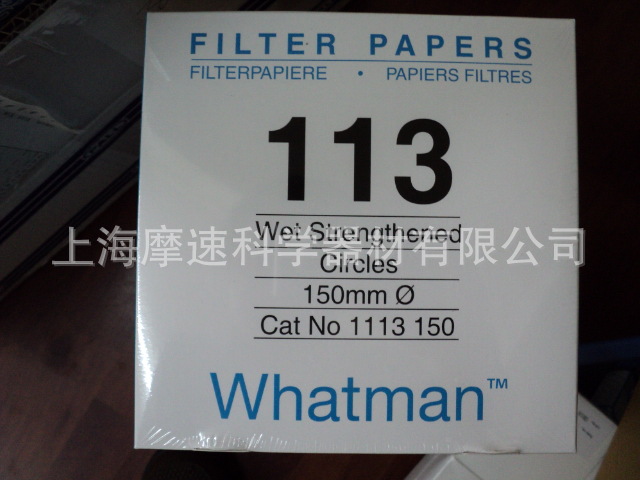 FILTER PAPERS
FILTERPAPIERE • PAPIERS FILTRES
113
Wet Strengthened
上海摩速科学器材有限公司
Circles
150mm Ø
Cat No 1113 150
Whatman™